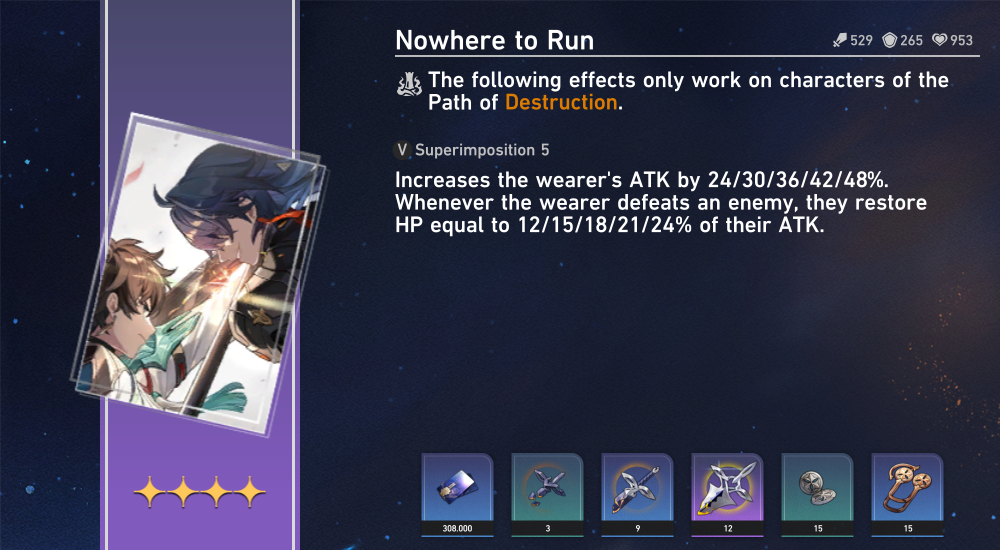 Nowhere to Run
529 265 953
The following effects only work on characters of the
Path of Destruction.
V Superimposition 5
Increases the wearer's ATK by 24/30/36/42/48%.
Whenever the wearer defeats an enemy, they restore
HP equal to 12/15/18/21/24% of their ATK.
308.000 3 9 12 15 15